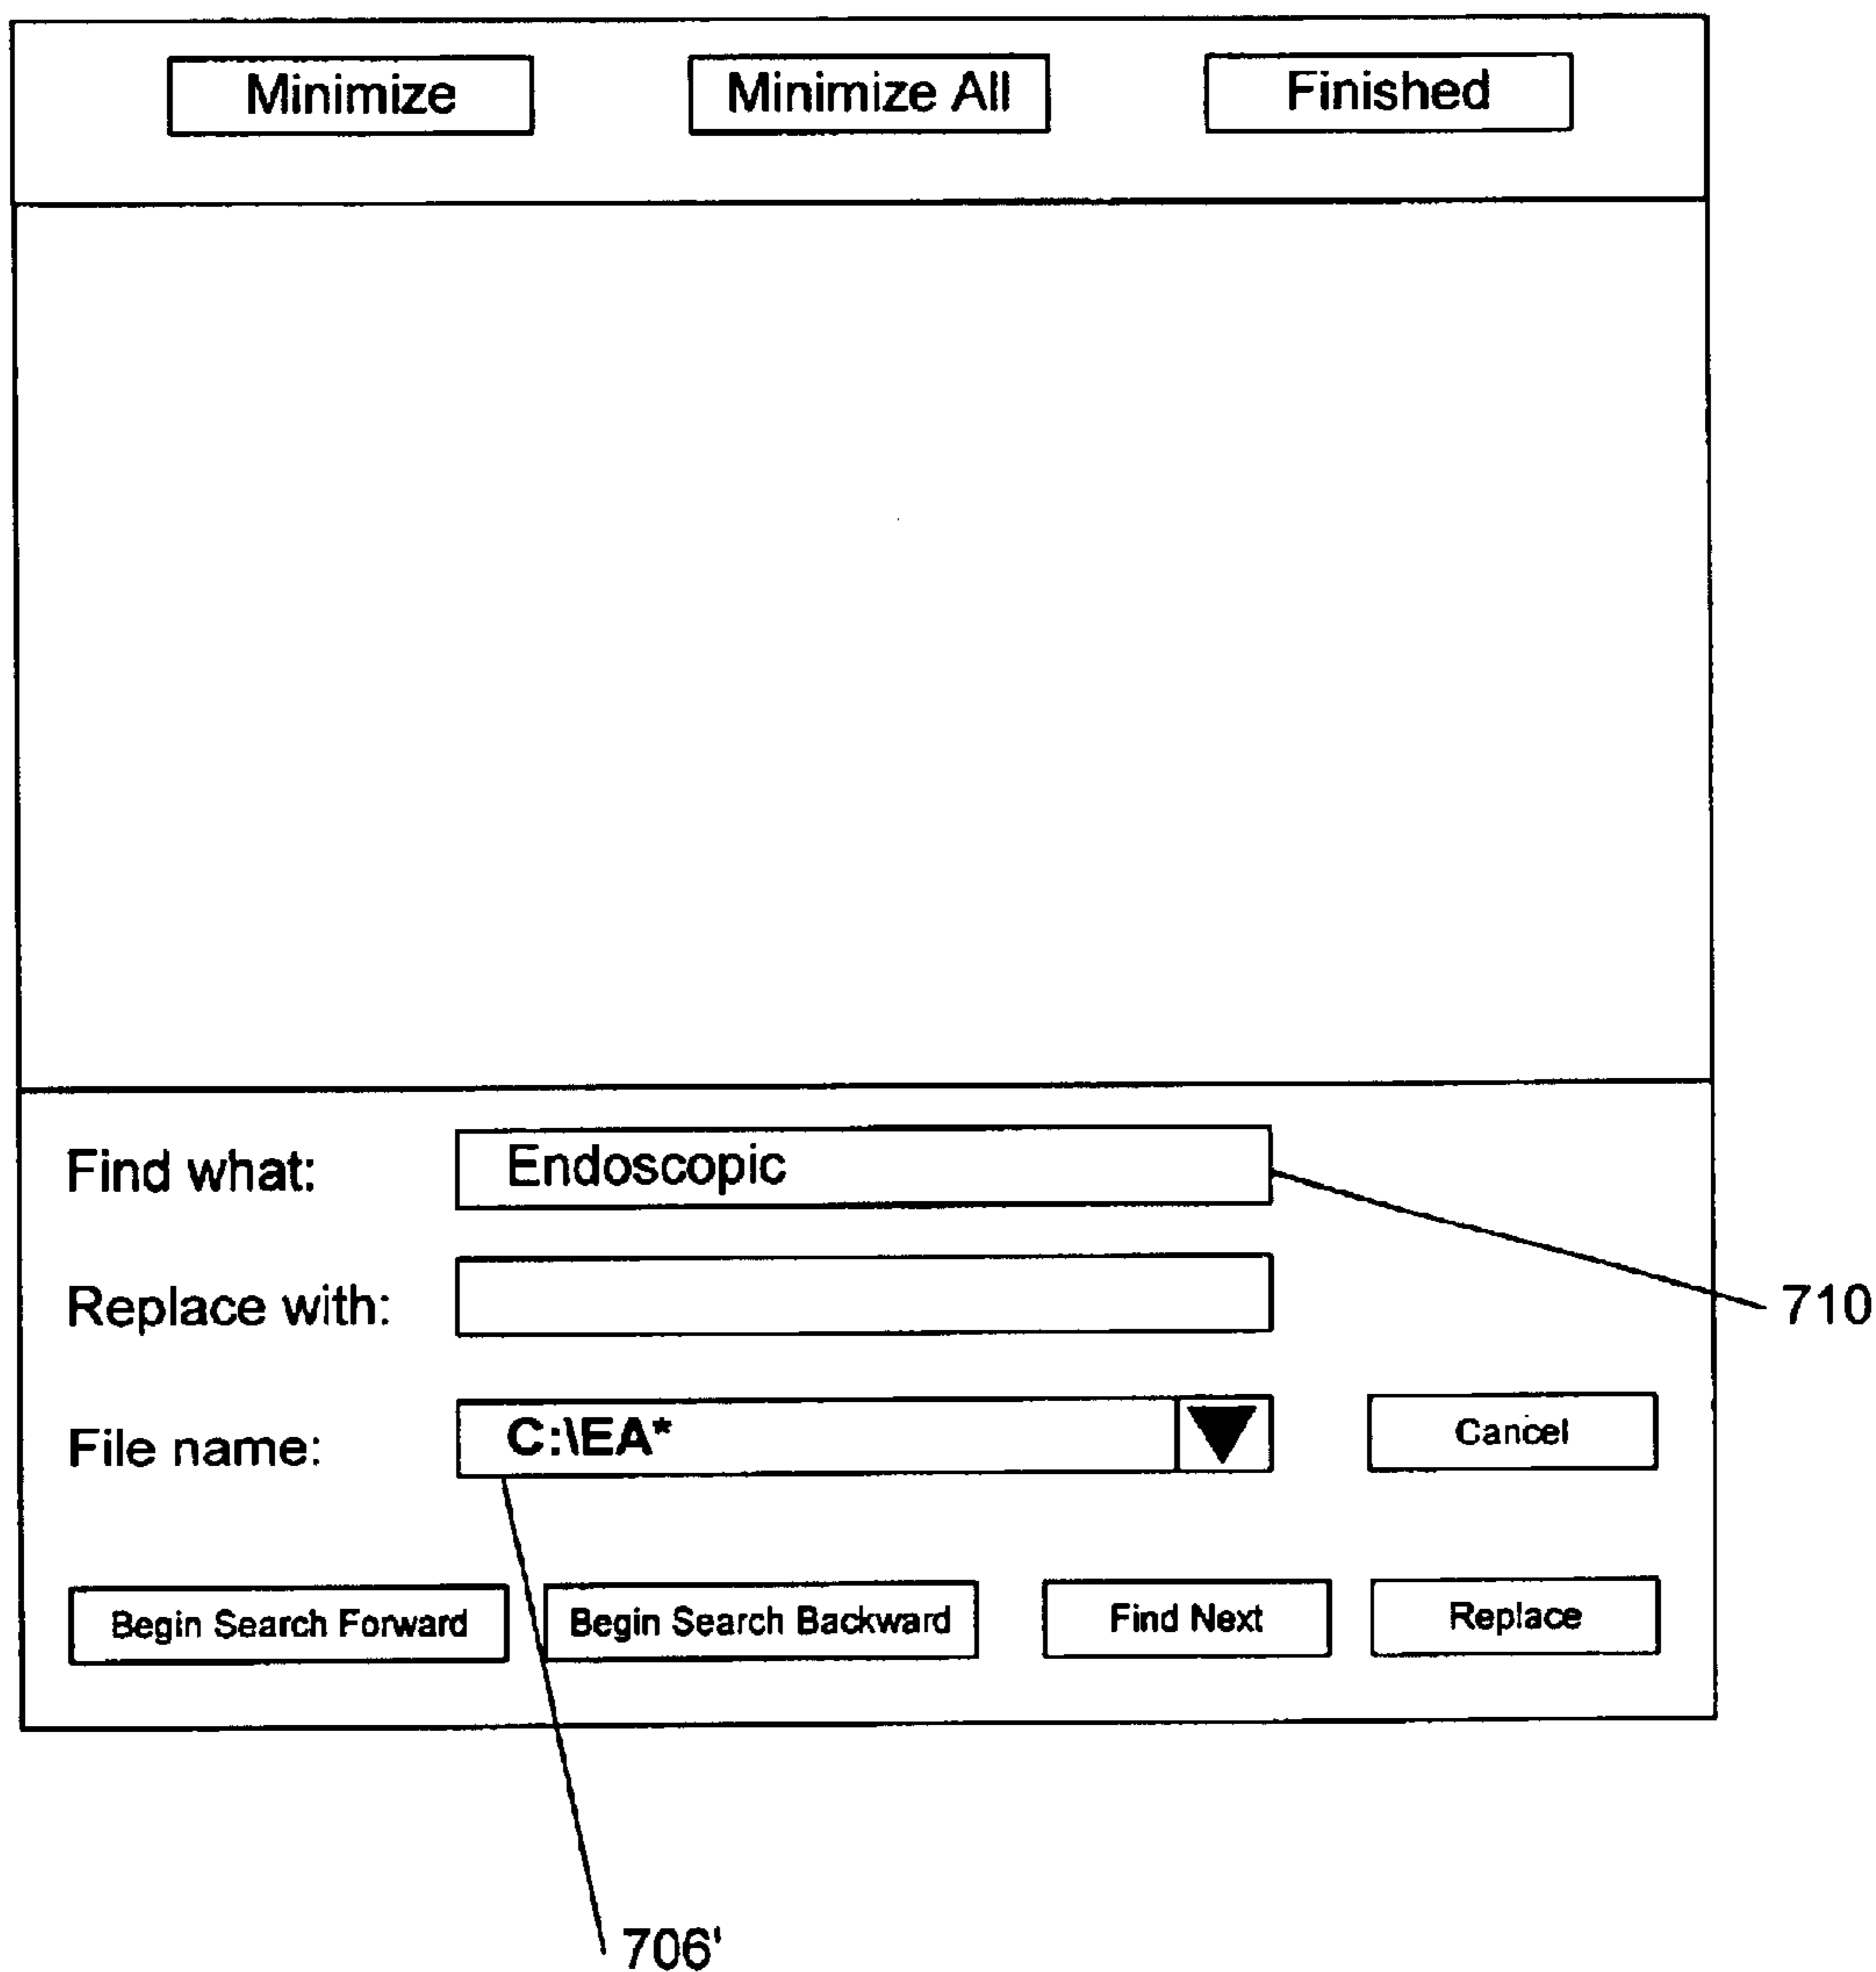 Minimize Minimize All Finished
Find what: Endoscopic
Replace with:
710
File name: C:\EA* Cancel
Begin Search Forward Begin Search Backward Find Next Replace
706'